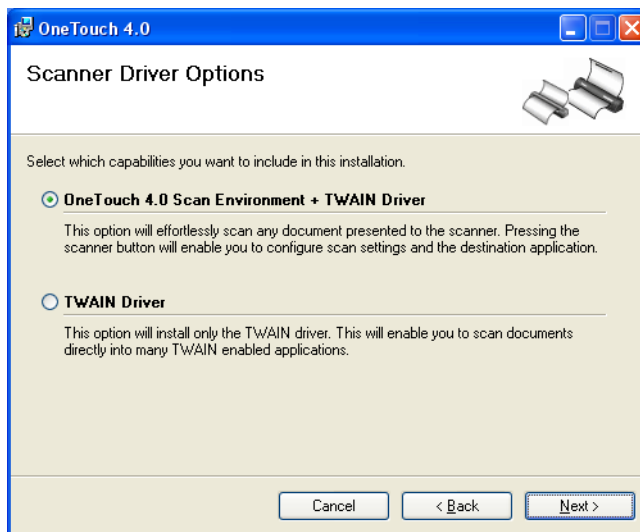 OneTouch 4.0
Scanner Driver Options
Select which capabilities you want to include in this installation.
OneTouch 4.0 Scan Environment + TWAIN Driver
This option will effortlessly scan any document presented to the scanner. Pressing the
scanner button will enable you to configure scan settings and the destination application.
TWAIN Driver
This option will install only the TWAIN driver. This will enable you to scan documents
directly into many TWAIN enabled applications.
Cancel < Back Next >